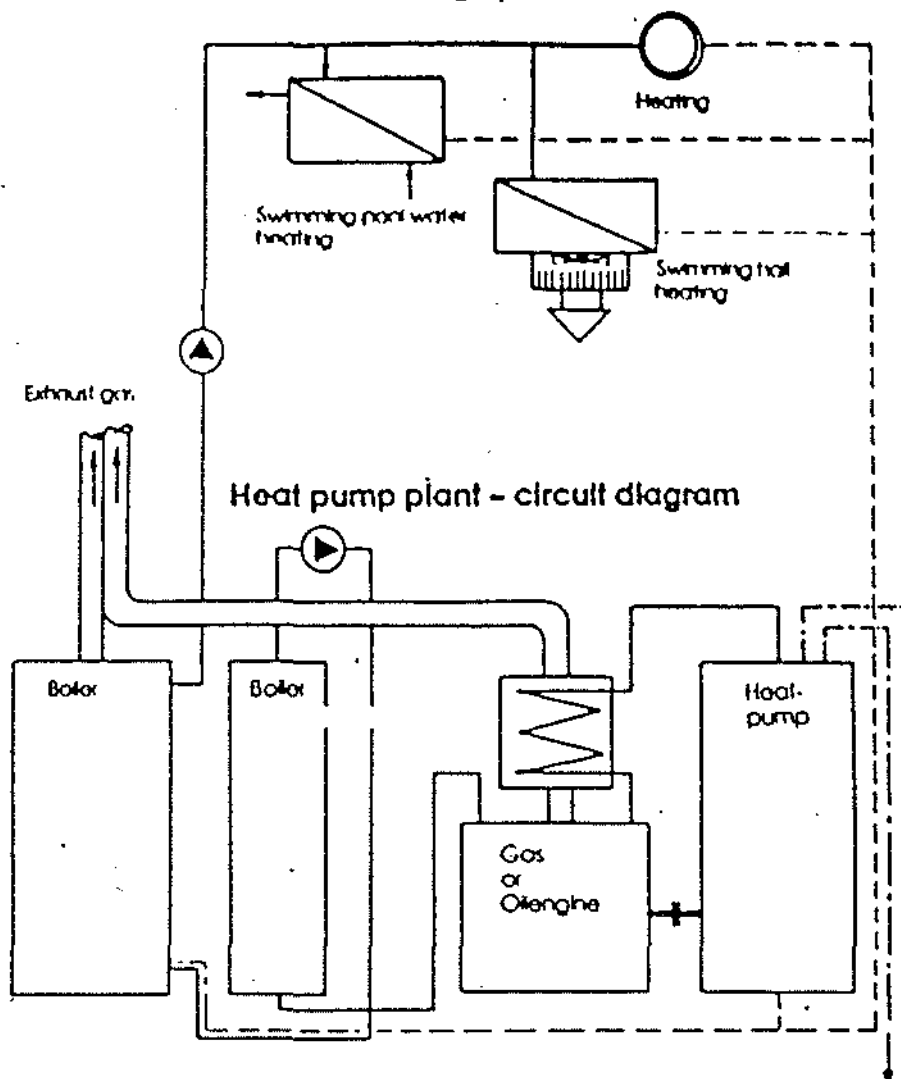 Heating
Swimming pool water
heating
Swimming hall
heating
Exhaust gas
Heat pump plant – circuit diagram
Boiler
Boiler
Heat-
pump
Gas
or
Oilengine